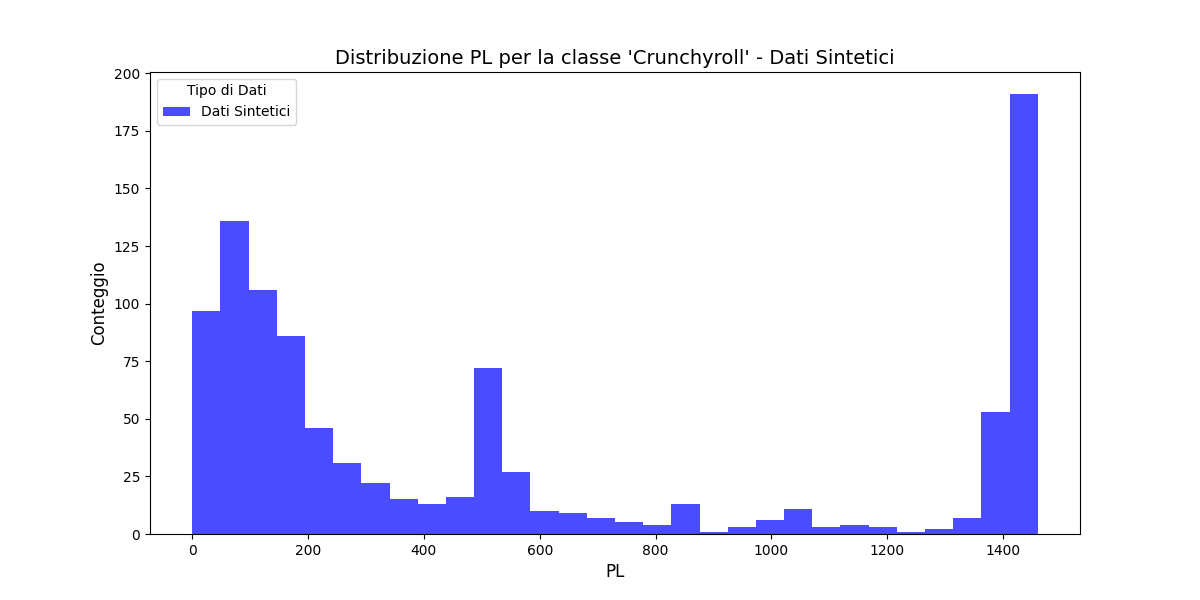 Distribuzione PL per la classe 'Crunchyroll' - Dati Sintetici
Tipo di Dati
Dati Sintetici
Conteggio
200
175
150
125
100
75
50
25
0
0 200 400 600 800 1000 1200 1400
PL